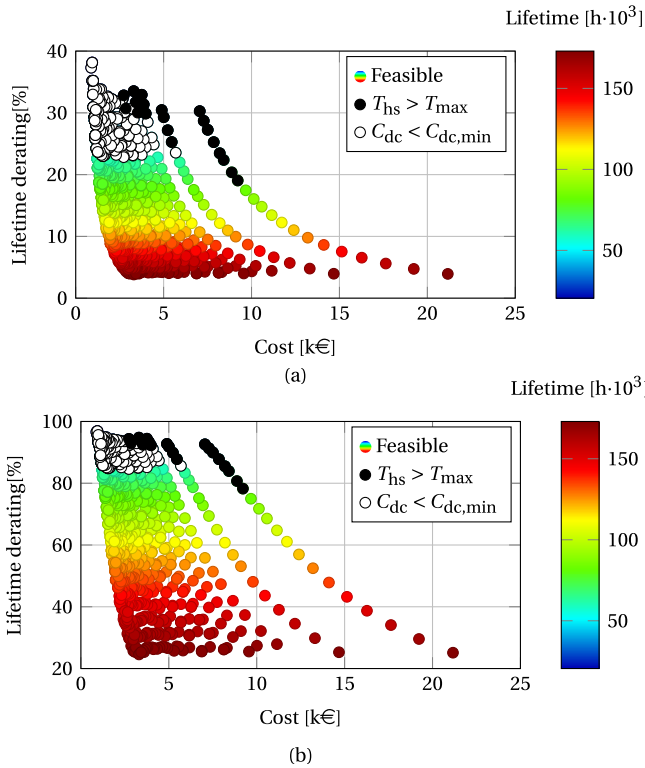 Lifetime [h·10³]
40
30
20
10
0
Lifetime derating[%]
Feasible
T_hs > T_max
C_dc < C_dc,min
150
100
50
0 5 10 15 20 25
Cost [k€]
(a)
Lifetime [h·10³]
100
80
60
40
20
Lifetime derating[%]
Feasible
T_hs > T_max
C_dc < C_dc,min
150
100
50
0 5 10 15 20 25
Cost [k€]
(b)